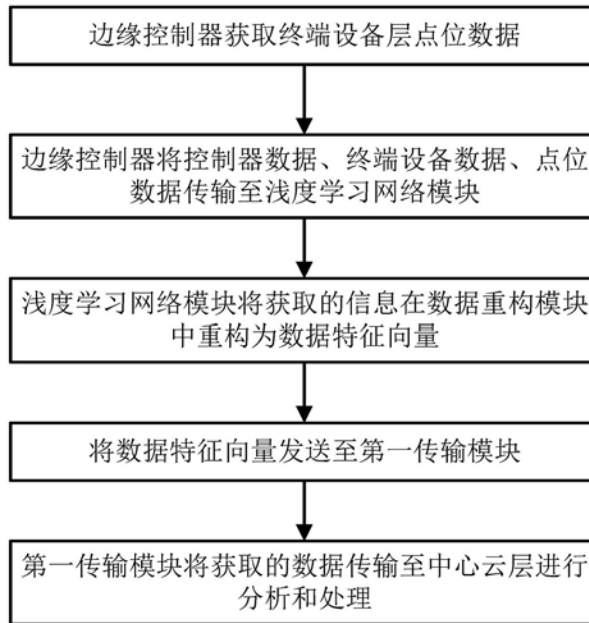 边缘控制器获取终端设备层点位数据
边缘控制器将控制器数据、终端设备数据、点位
数据传输至浅度学习网络模块
浅度学习网络模块将获取的信息在数据重构模块
中重构为数据特征向量
将数据特征向量发送至第一传输模块
第一传输模块将获取的数据传输至中心云层进行
分析和处理